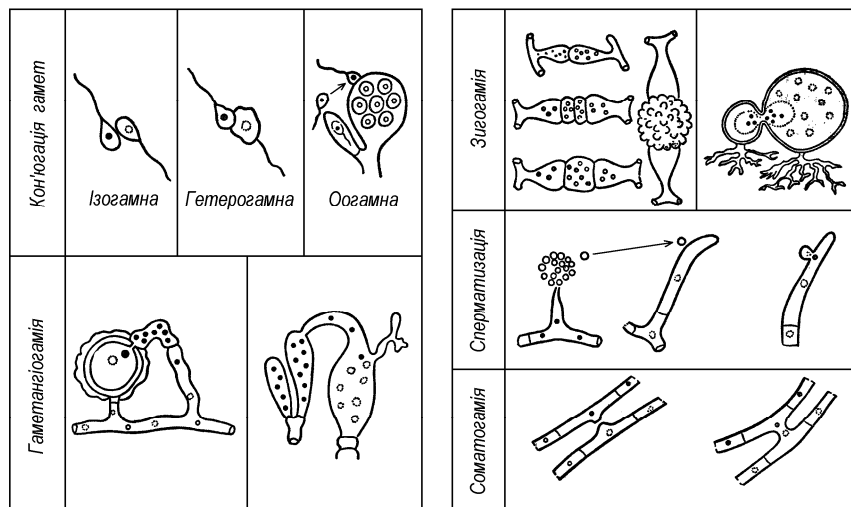 Кон'югація гамет
Ізогамна
Гетерогамна
Оогамна
Гаметангіогамія
Зигогамія
Сперматизація
Соматогамія